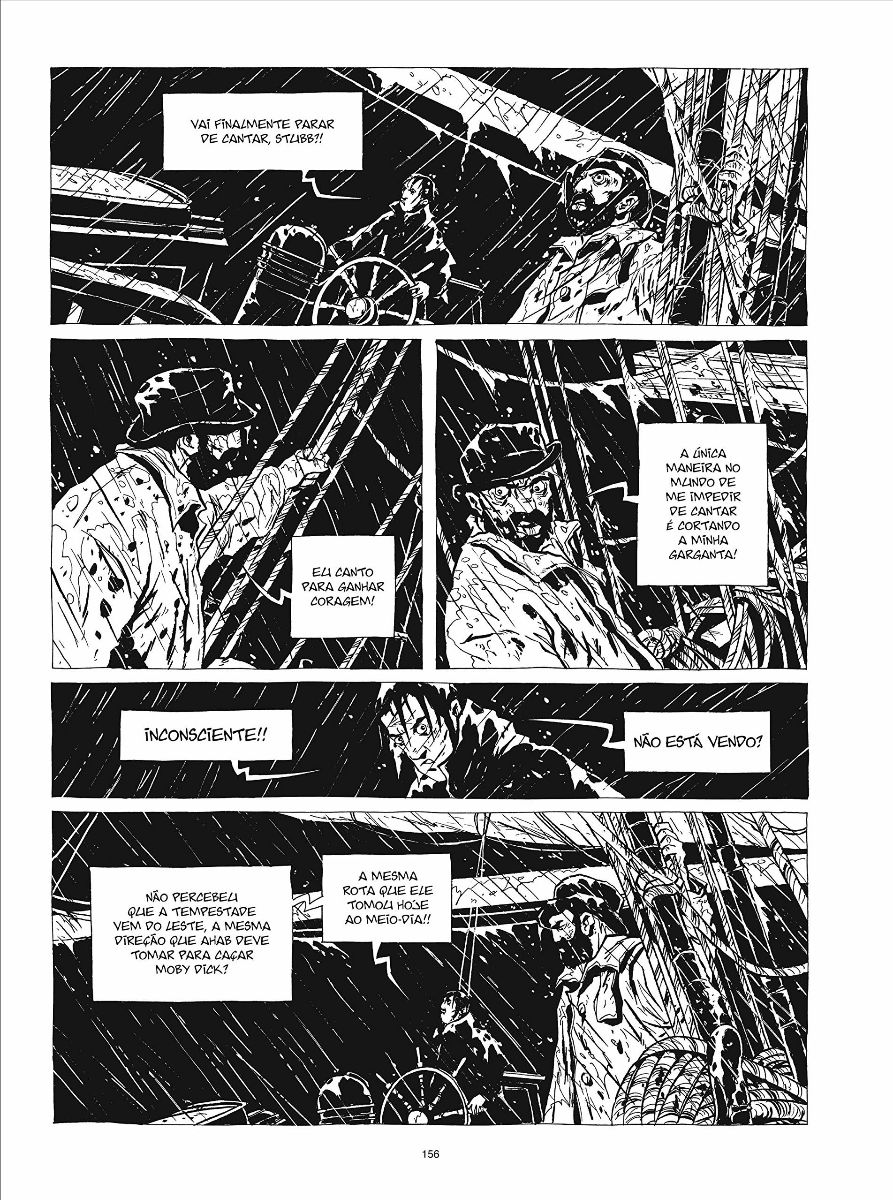 VAI FINALMENTE PARAR
DE CANTAR, STUBB?!
EU CANTO
PARA GANHAR
CORAGEM!
A ÚNICA
MANEIRA NO
MUNDO DE
ME IMPEDIR
DE CANTAR
É CORTANDO
A MINHA
GARGANTA!
INCONSCIENTE!!
NÃO ESTÁ VENDO?
NÃO PERCEBEU
QUE A TEMPESTADE
VEM DO LESTE, A MESMA
DIREÇÃO QUE AHAB DEVE
TOMAR PARA CAÇAR
MOBY DICK?
A MESMA
ROTA QUE ELE
TOMOU HOJE
AO MEIO-DIA!!
156